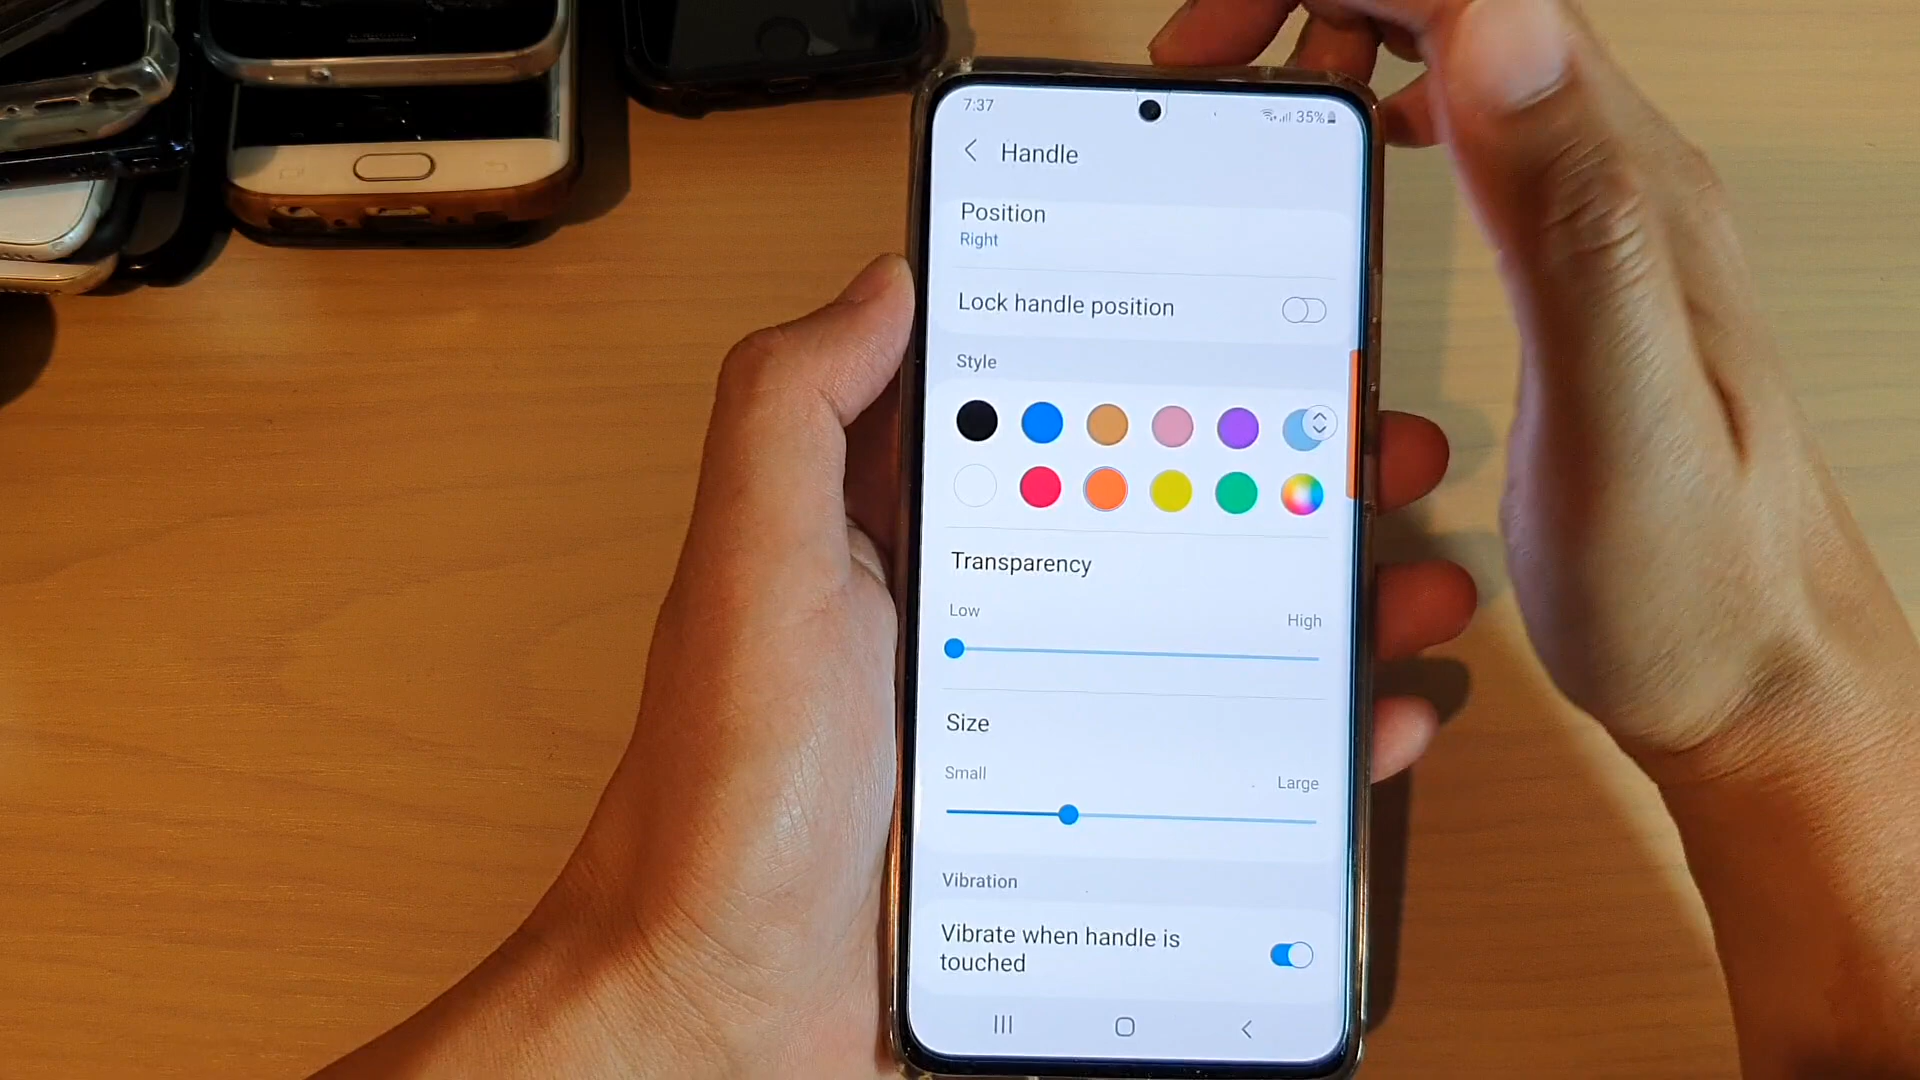 7:37
35%
Handle
Position
Right
Lock handle position
Style
Transparency
Low
High
Size
Small
Large
Vibration
Vibrate when handle is
touched